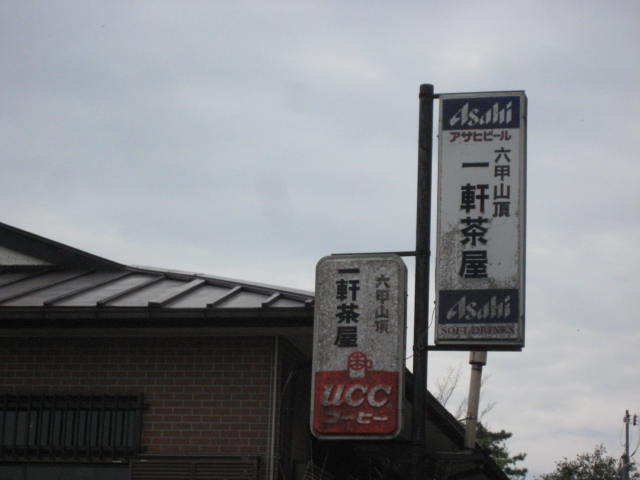 Asahi
アサヒビール
六甲山頂
一軒茶屋
Asahi
SOFT DRINKS
六甲山頂
一軒茶屋
UCC
コーヒー